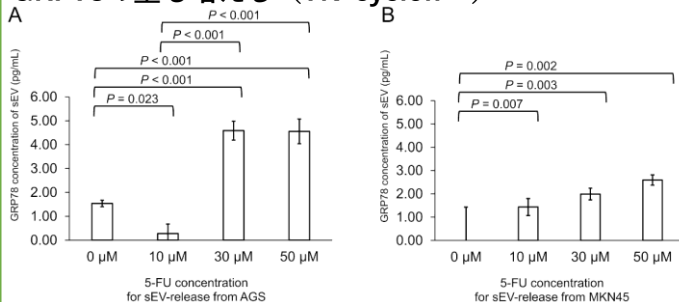 A
P < 0.001
P < 0.001
P < 0.001
P < 0.001
P = 0.023
GRP78 concentration of sEV (pg/mL)
6.00
5.00
4.00
3.00
2.00
1.00
0.00
0 μM
10 μM
30 μM
50 μM
5-FU concentration
for sEV-release from AGS
B
P = 0.002
P = 0.003
P = 0.007
GRP78 concentration of sEV (pg/mL)
6.00
5.00
4.00
3.00
2.00
1.00
0.00
0 μM
10 μM
30 μM
50 μM
5-FU concentration
for sEV-release from MKN45